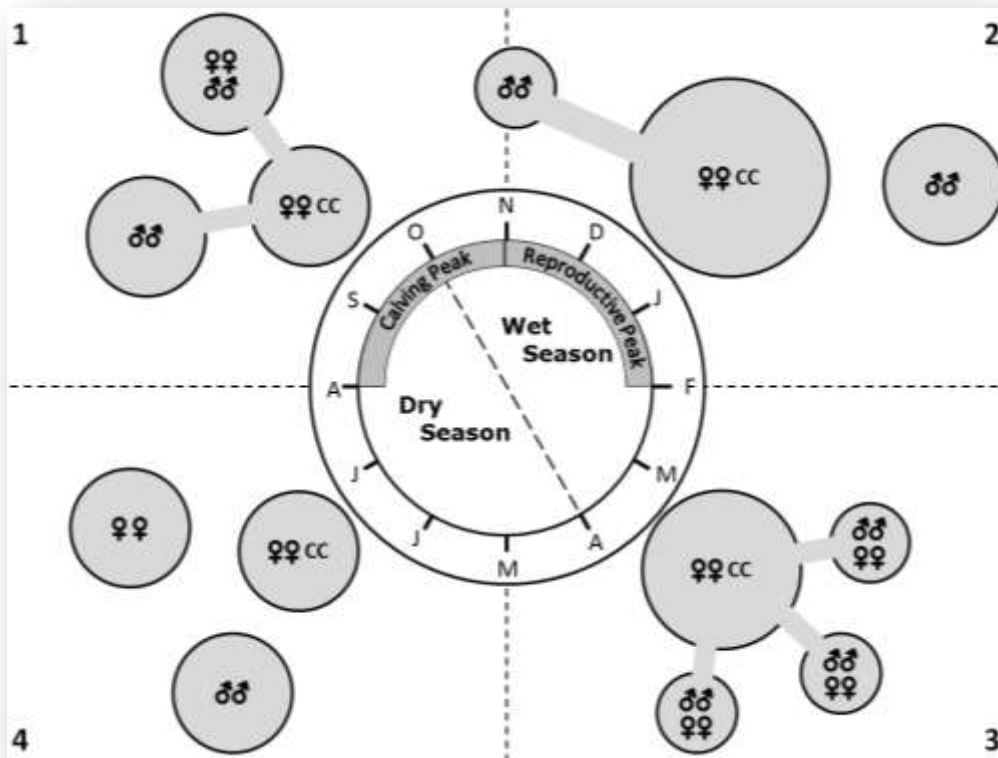 1
2
♀♀
♂♂
♂♂
♀♀ CC
♂♂
♀♀ CC
♂♂
N
O
D
S
J
A
F
J
M
J
A
M
Calving Peak
Reproductive Peak
Wet
Season
Dry
Season
♀ ♀
♀♀ CC
♂♂
♀♀ CC
♂♂
♀♀
♂♂
♀♀
♂♂
♀♀
4
3